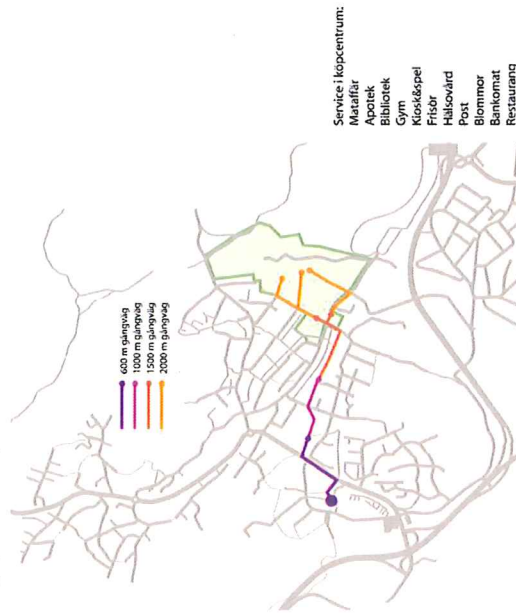 600 m gångväg
1000 m gångväg
1500 m gångväg
2000 m gångväg
Service i köpcentrum:
Mataffär
Apotek
Bibliotek
Gym
Kiosk&spel
Frisör
Hälsovård
Post
Blommor
Bankomat
Restaurang